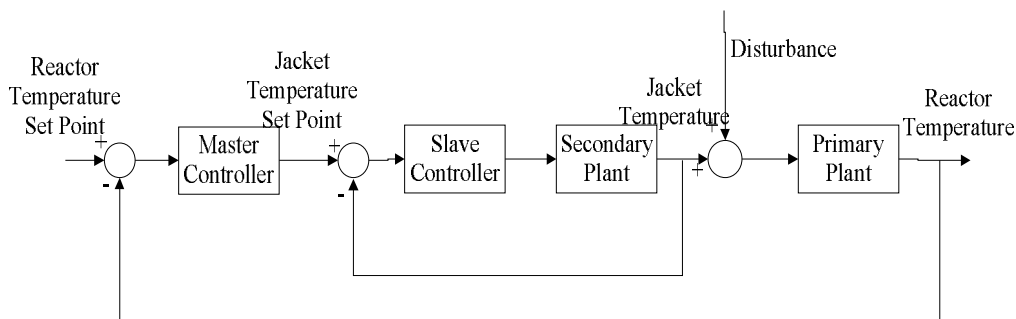 Reactor
Temperature
Set Point
+
-
Master
Controller
Jacket
Temperature
Set Point
+
-
Slave
Controller
Secondary
Plant
Jacket
Temperature
+
+
Disturbance
Primary
Plant
Reactor
Temperature